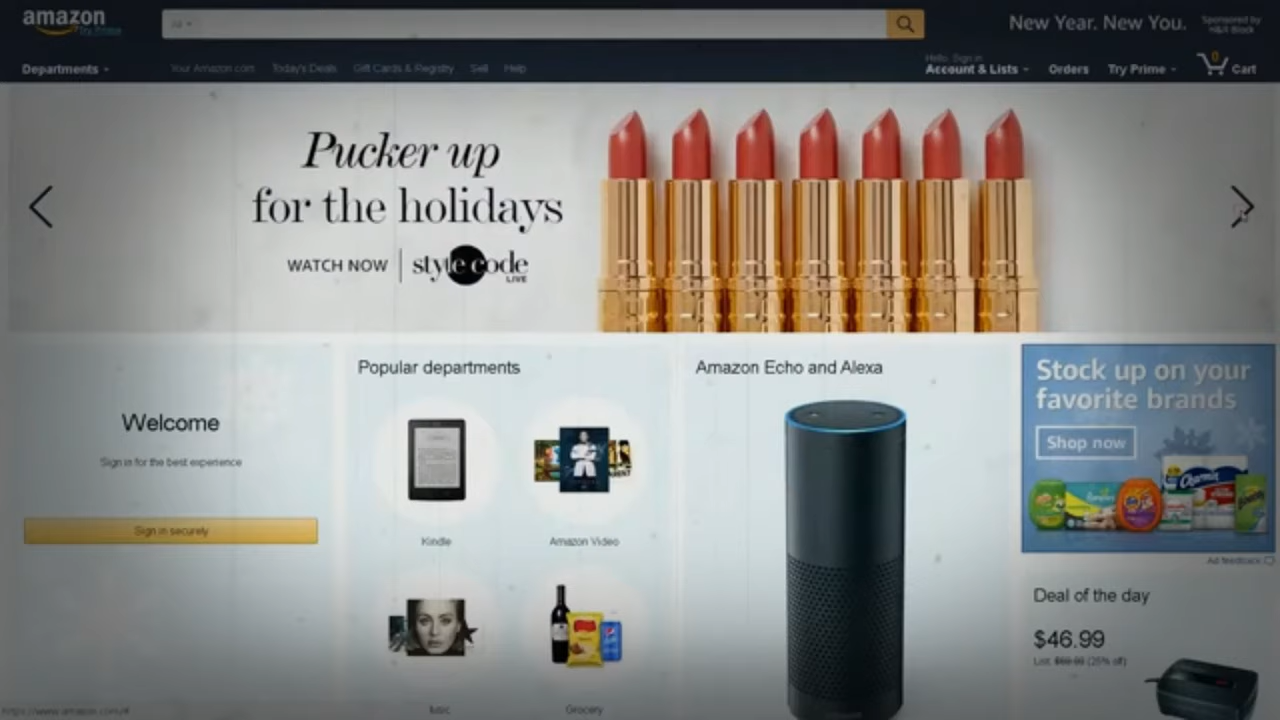 amazon
Try Prime
All
New Year. New You.
Sponsored by
H&R Block
Departments
Your Amazon.com
Today's Deals
Gift Cards & Registry
Sell
Help
Hello. Sign in
Account & Lists
Orders
Try Prime
0
Cart
Pucker up
for the holidays
WATCH NOW
style code
LIVE
Welcome
Sign in for the best experience
Sign in securely
Popular departments
Kindle
Amazon Video
Music
Grocery
Amazon Echo and Alexa
Stock up on your
favorite brands
Shop now
Charmin
Ad feedback
Deal of the day
$46.99
(25% off)
https://www.amazon.com/#